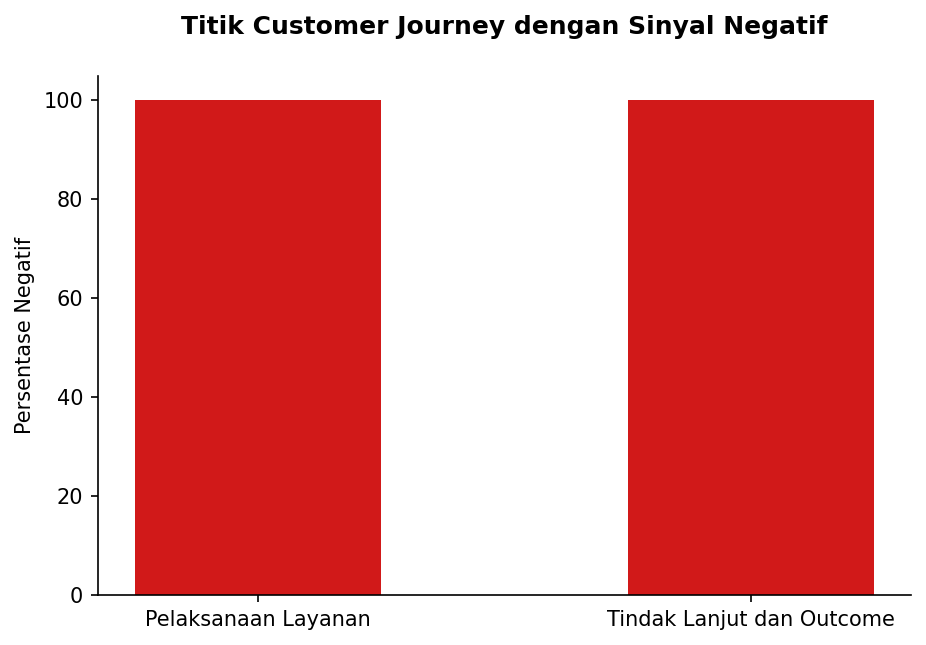 Titik Customer Journey dengan Sinyal Negatif
Persentase Negatif
100
80
60
40
20
0
Pelaksanaan Layanan
Tindak Lanjut dan Outcome